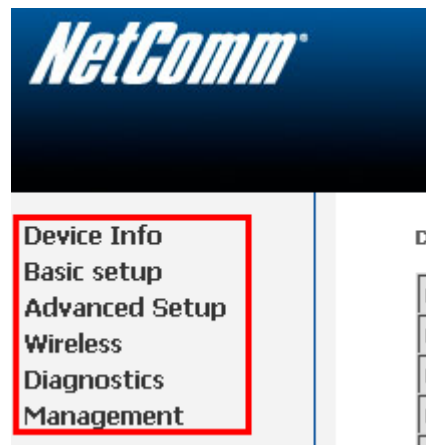 NetComm
Device Info
Basic setup
Advanced Setup
Wireless
Diagnostics
Management